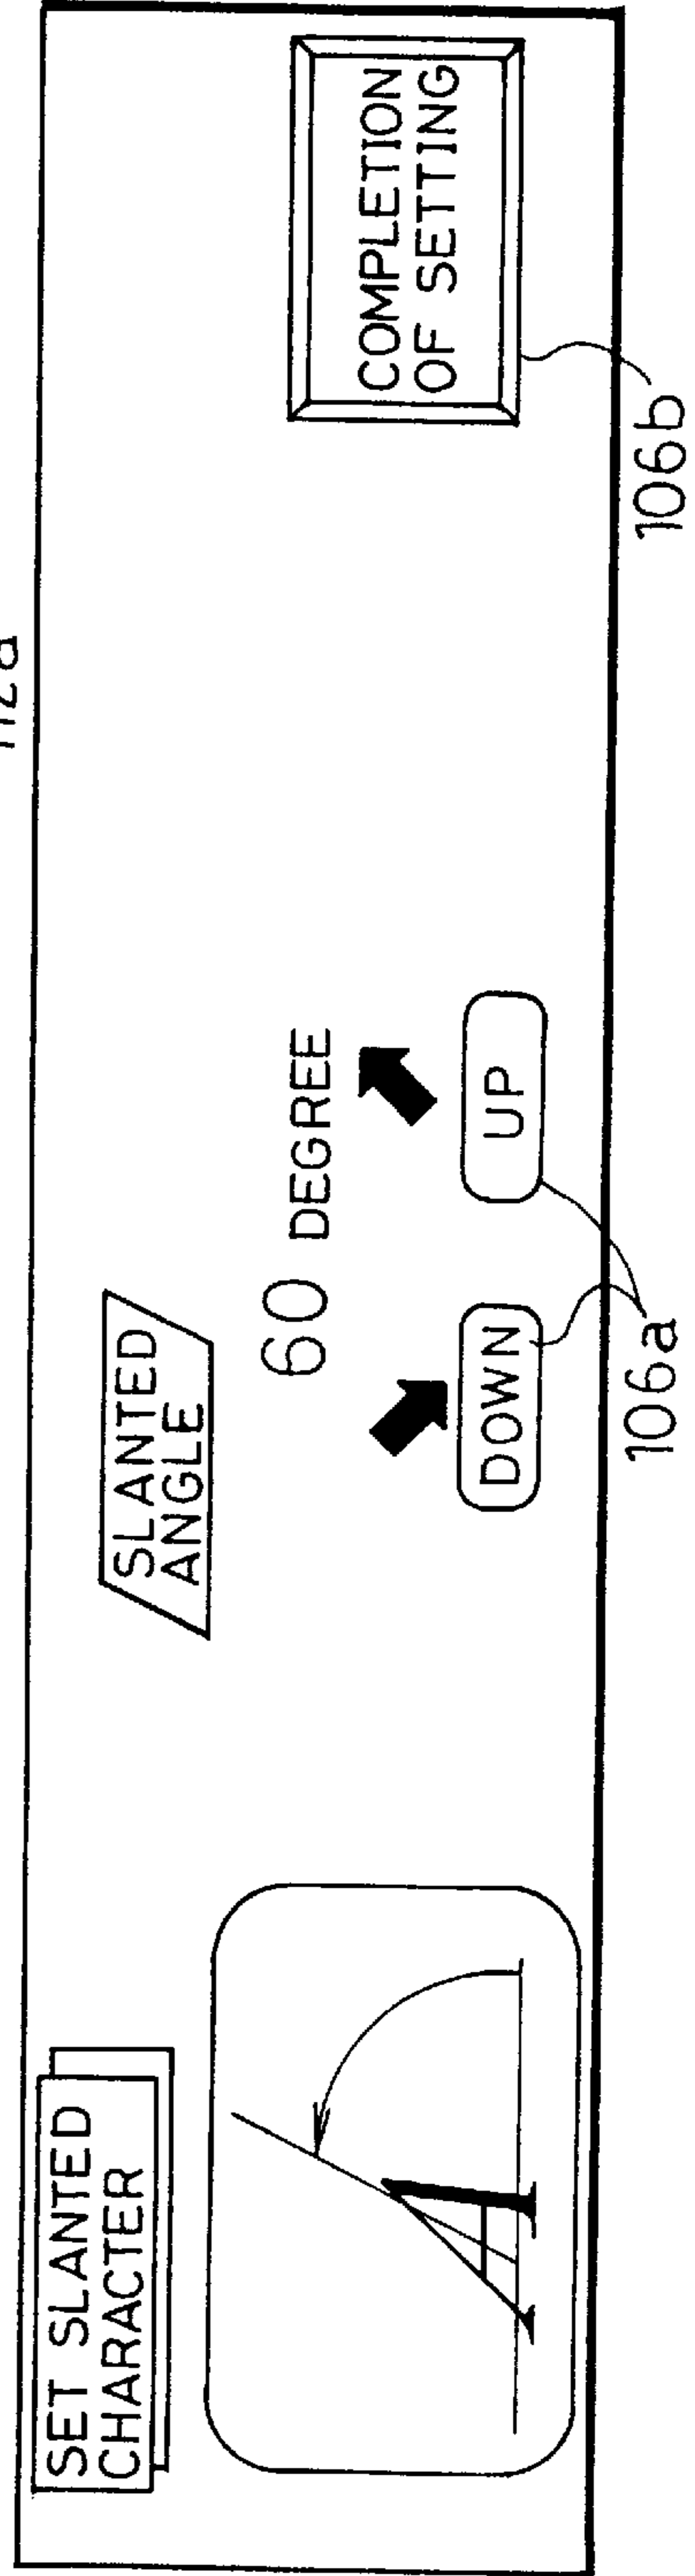 SET SLANTED
CHARACTER
SLANTED
ANGLE
60 DEGREE
DOWN
UP
COMPLETION
OF SETTING
106a
106b